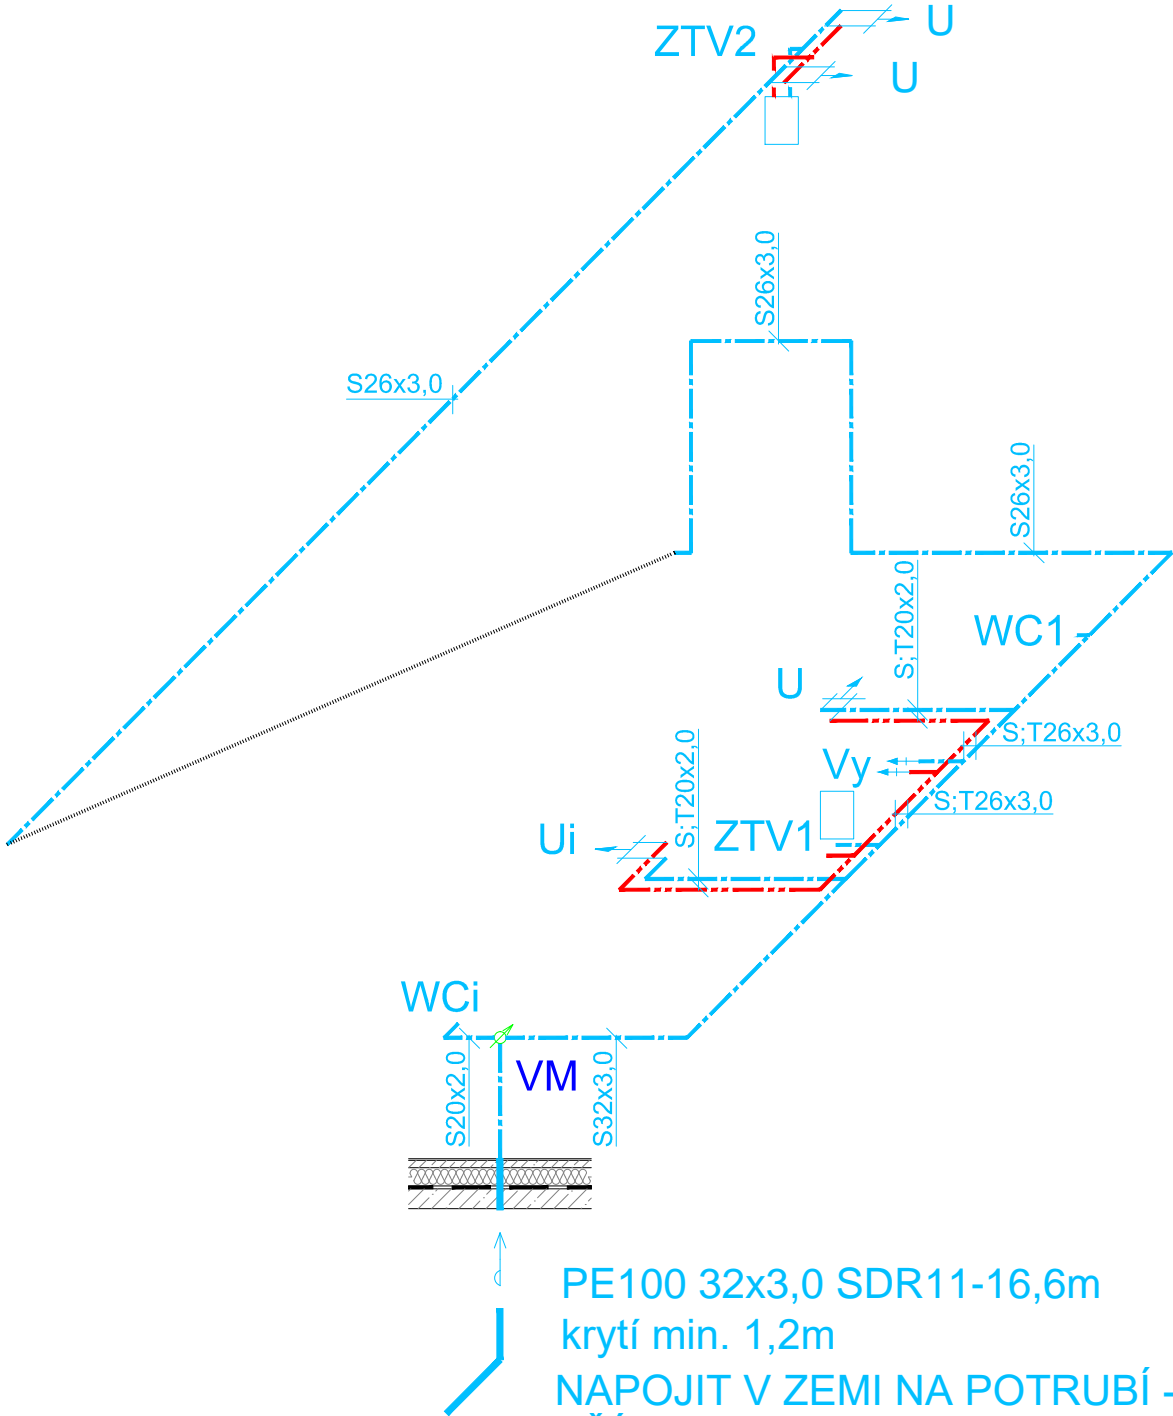 U
ZTV2
U
S26x3,0
S26x3,0
S26x3,0
S;T20x2,0
WC1
U
S;T26x3,0
S;T20x2,0
Vy
S;T26x3,0
Ui
ZTV1
WCi
VM
S20x2,0
S32x3,0
PE100 32x3,0 SDR11-16,6m
krytí min. 1,2m
NAPOJIT V ZEMI NA POTRUBÍ -